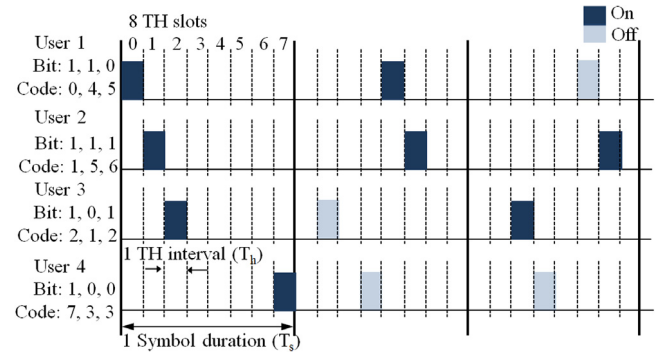 8 TH slots
On
Off
User 1
0 1 2 3 4 5 6 7
Bit: 1, 1, 0
Code: 0, 4, 5
User 2
Bit: 1, 1, 1
Code: 1, 5, 6
User 3
Bit: 1, 0, 1
Code: 2, 1, 2
1 TH interval (Th)
User 4
Bit: 1, 0, 0
Code: 7, 3, 3
1 Symbol duration (Ts)